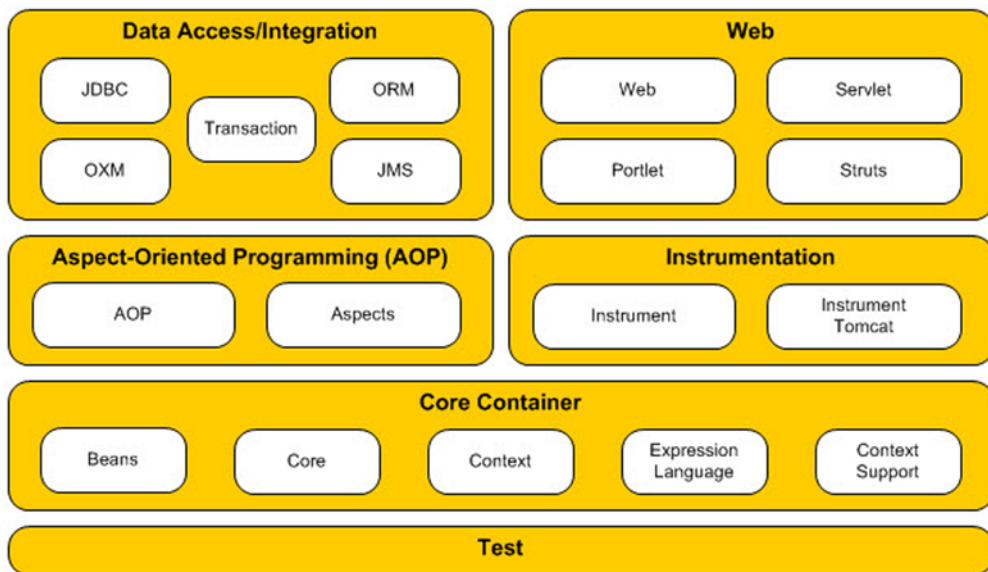 Data Access/Integration
JDBC
ORM
Transaction
OXM
JMS
Web
Web
Servlet
Portlet
Struts
Aspect-Oriented Programming (AOP)
AOP
Aspects
Instrumentation
Instrument
Instrument
Tomcat
Core Container
Beans
Core
Context
Expression
Language
Context
Support
Test